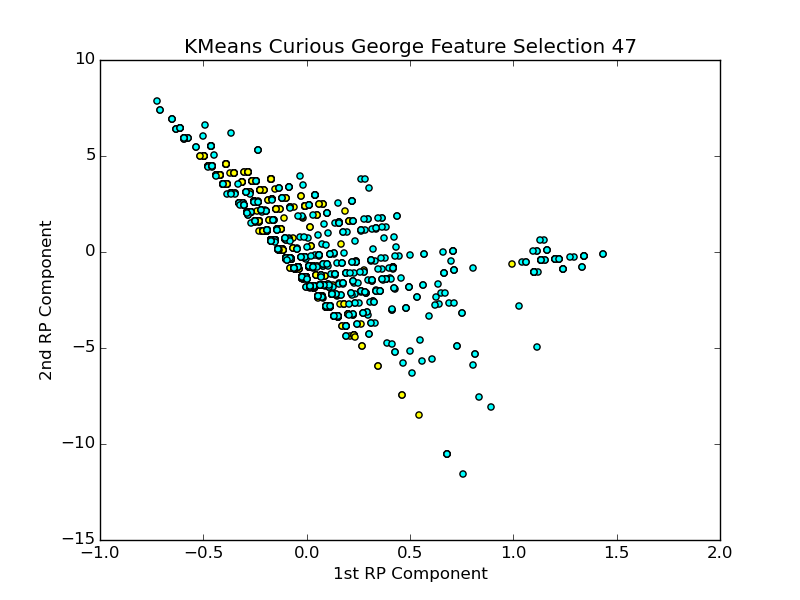 KMeans Curious George Feature Selection 47
10
5
0
−5
−10
−15
2nd RP Component
−1.0 −0.5 0.0 0.5 1.0 1.5 2.0
1st RP Component